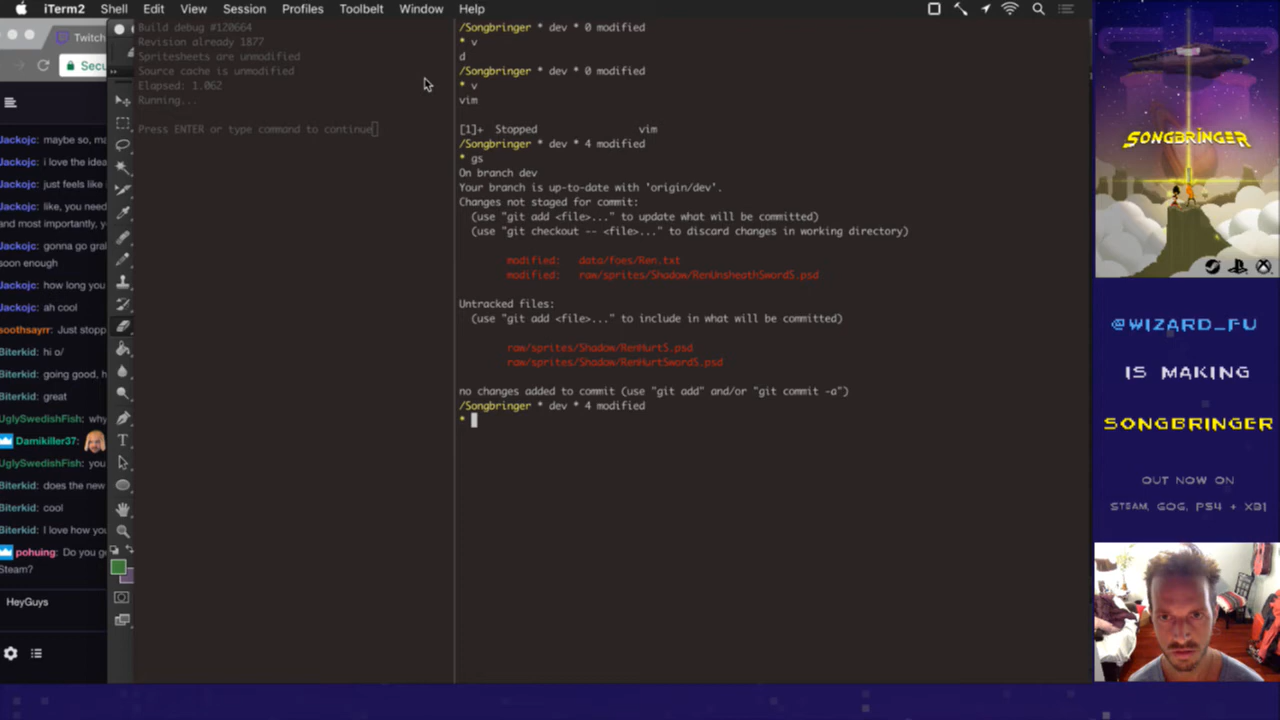 iTerm2 Shell Edit View Session Profiles Toolbelt Window Help
Twitch
Secu
Jackojc: maybe so, ma
Jackojc: i love the idea
Jackojc: just feels like
Jackojc: like, you need
and most importantly, y
Jackojc: gonna go gra
soon enough
Jackojc: how long you
Jackojc: ah cool
soothsayrr: Just stopp
Biterkid: hi o/
Biterkid: going good, h
Biterkid: great
UglySwedishFish: why
Damikiller37:
UglySwedishFish: you
Biterkid: does the new
Biterkid: cool
Biterkid: I love how you
pohuing: Do you g
Steam?
HeyGuys
Build debug #120664
Revision already 1877
Spritesheets are unmodified
Source cache is unmodified
Elapsed: 1.062
Running...
Press ENTER or type command to continue
/Songbringer * dev * 0 modified
* v
d
/Songbringer * dev * 0 modified
* v
vim
[1]+ Stopped vim
/Songbringer * dev * 4 modified
* gs
On branch dev
Your branch is up-to-date with 'origin/dev'.
Changes not staged for commit:
(use "git add <file>..." to update what will be committed)
(use "git checkout -- <file>..." to discard changes in working directory)
modified: data/foes/Ren.txt
modified: raw/sprites/Shadow/RenUnsheathSwordS.psd
Untracked files:
(use "git add <file>..." to include in what will be committed)
raw/sprites/Shadow/RenHurtS.psd
raw/sprites/Shadow/RenHurtSwordS.psd
no changes added to commit (use "git add" and/or "git commit -a")
/Songbringer * dev * 4 modified
*
SONGBRINGER
@WIZARD_FU
IS MAKING
SONGBRINGER
OUT NOW ON
STEAM, GOG, PS4 + XB1